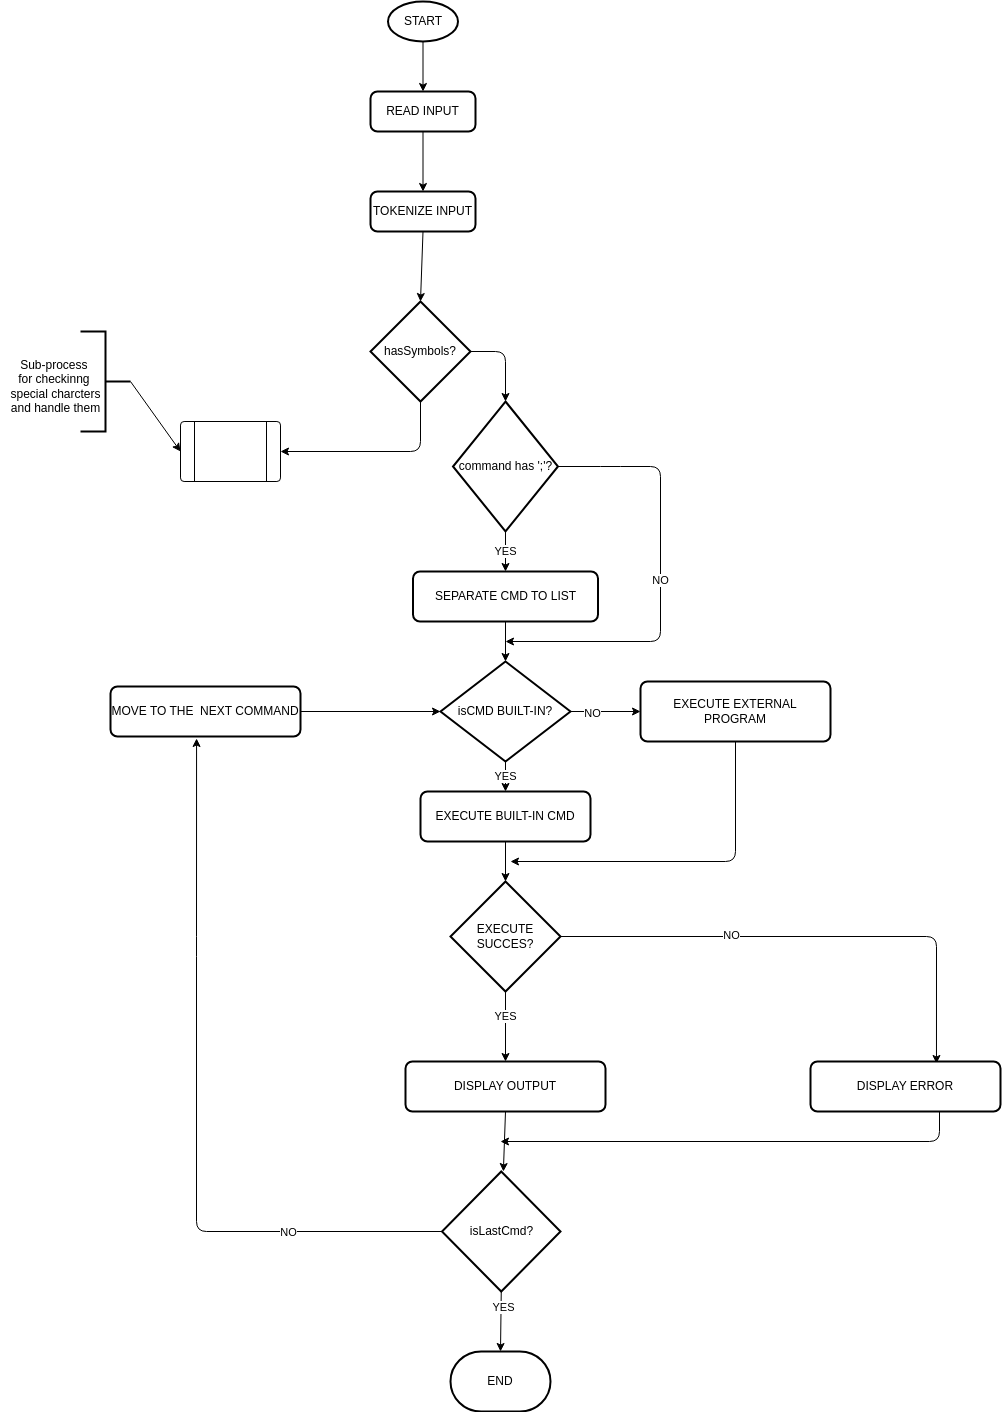 START
READ INPUT
TOKENIZE INPUT
hasSymbols?
Sub-process
for checkinng
special charcters
and handle them
command has ';'?
YES
NO
SEPARATE CMD TO LIST
MOVE TO THE  NEXT COMMAND
isCMD BUILT-IN?
NO
EXECUTE EXTERNAL
PROGRAM
YES
EXECUTE BUILT-IN CMD
EXECUTE
SUCCES?
NO
YES
DISPLAY OUTPUT
DISPLAY ERROR
isLastCmd?
NO
YES
END